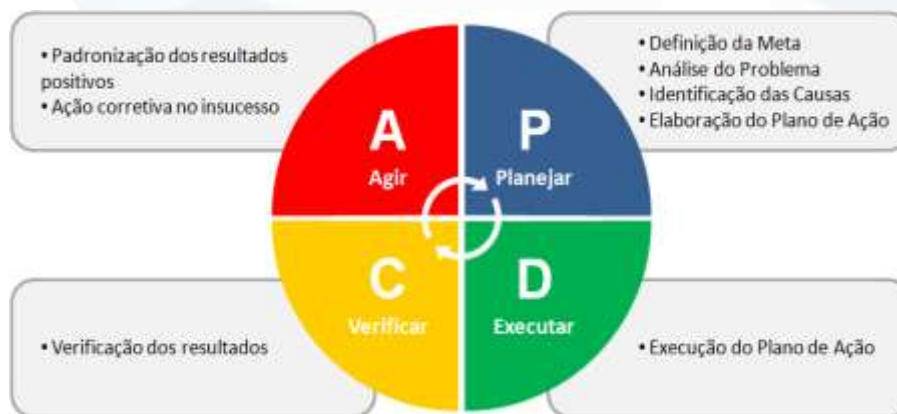 • Padronização dos resultados
positivos
• Ação corretiva no insucesso
• Definição da Meta
• Análise do Problema
• Identificação das Causas
• Elaboração do Plano de Ação
A
Agir
P
Planejar
C
Verificar
D
Executar
• Verificação dos resultados
• Execução do Plano de Ação